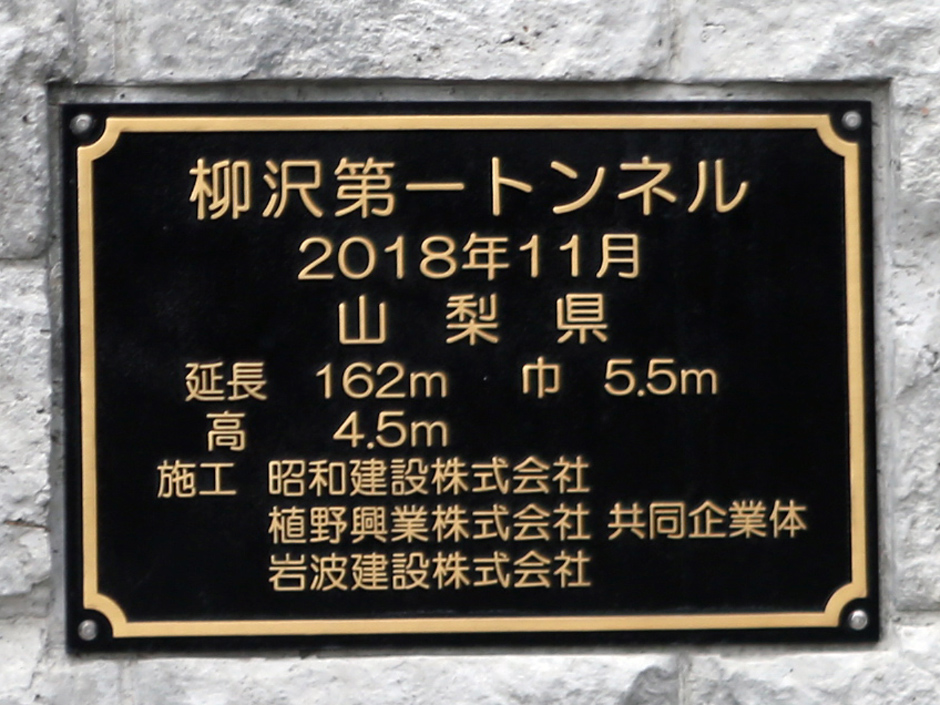 柳沢第一トンネル
2018年11月
山梨県
延長 162m 巾 5.5m
高 4.5m
施工 昭和建設株式会社
植野興業株式会社 共同企業体
岩波建設株式会社